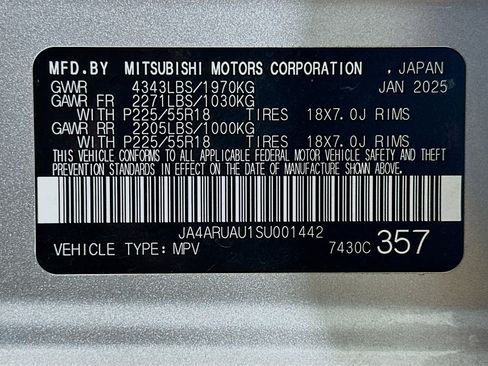 MFD.BY MITSUBISHI MOTORS CORPORATION , JAPAN
GVWR 4343LBS/1970KG JAN 2025
GAWR FR 2271LBS/1030KG
WITH P225/55R18 TIRES 18X7.0J RIMS
GAWR RR 2205LBS/1000KG
WITH P225/55R18 TIRES 18X7.0J RIMS
THIS VEHICLE CONFORMS TO ALL APPLICABLE FEDERAL MOTOR VEHICLE SAFETY AND THEFT
PREVENTION STANDARDS IN EFFECT ON THE DATE OF MANUFACTURE SHOWN ABOVE.
JA4ARUAU1SU001442
VEHICLE TYPE:MPV 7430C 357